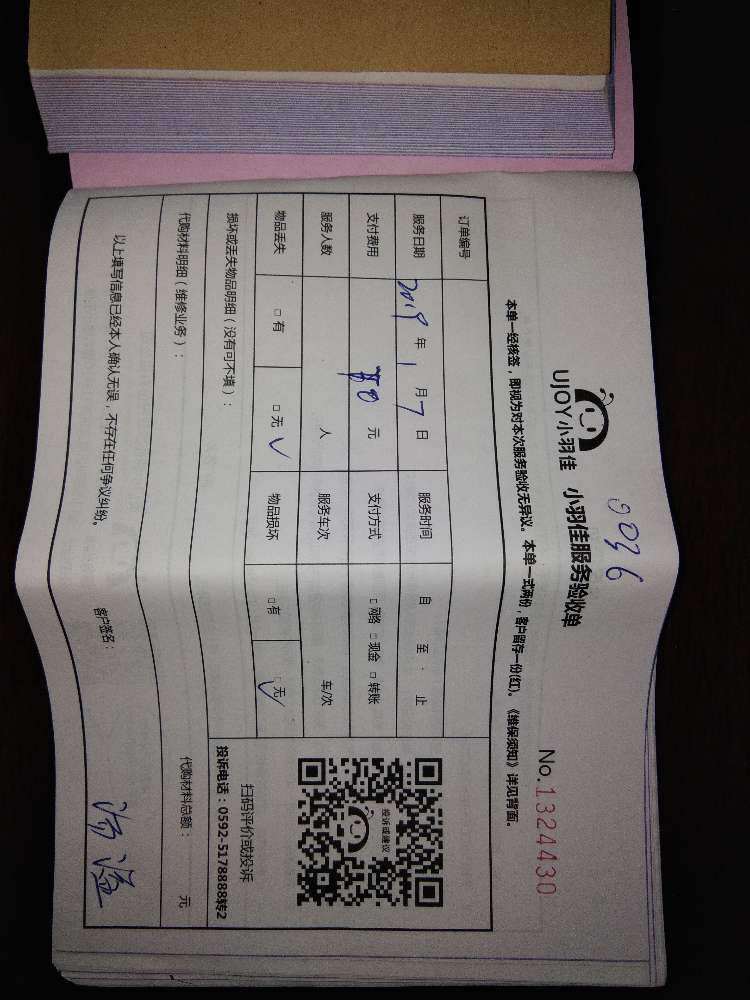 0036
UJOY小羽佳 小羽佳服务验收单
No.1324430
本单一经核签，即视为对本次服务验收无异议。本单一式两份，客户留存一份(红)。《维保须知》详见背面。
订单编号
服务日期 2019 年 1 月 7 日 服务时间 自 至 止
支付费用 元 支付方式 □网络 □现金 □转账
服务人数 人 服务车次 车/次
物品丢失 □有 □无 √ 物品损坏 □有 □无 √
投诉或建议
扫码评价或投诉
投诉电话：0592-5178888转2
损坏或丢失物品明细（没有可不填）：
代购材料明细（维修业务）： 代购材料总额： 元
以上填写信息已经本人确认无误，不存在任何争议纠纷。
客户签名：